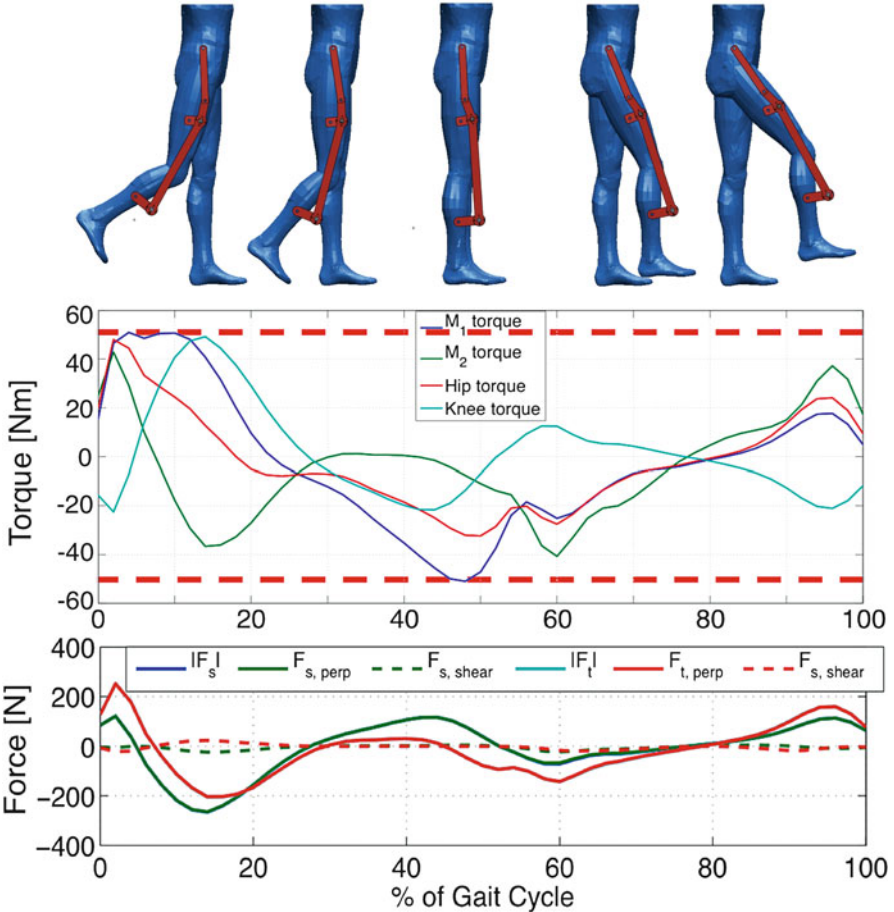 60
40
20
0
-20
-40
-60
Torque [Nm]
M1 torque
M2 torque
Hip torque
Knee torque
0 20 40 60 80 100
400
200
0
−200
−400
Force [N]
|Fs| Fs, perp Fs, shear |Ft| Ft, perp Fs, shear
0 20 40 60 80 100
% of Gait Cycle